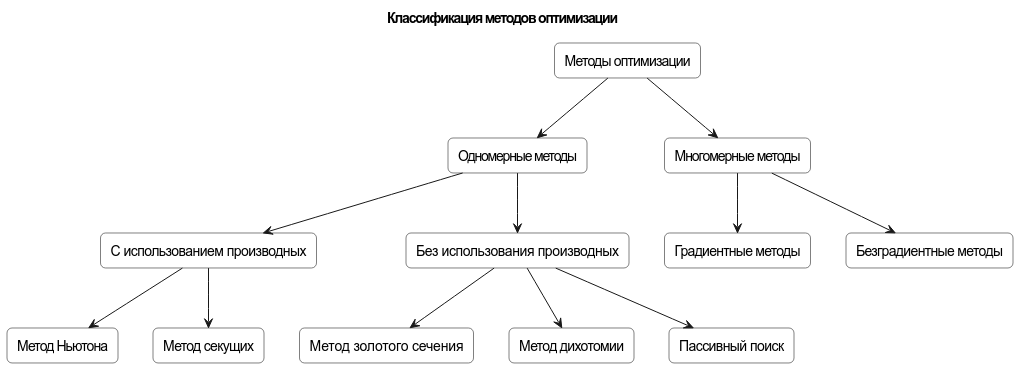 Классификация методов оптимизации
Методы оптимизации
Одномерные методы
Многомерные методы
С использованием производных
Без использования производных
Градиентные методы
Безградиентные методы
Метод Ньютона
Метод секущих
Метод золотого сечения
Метод дихотомии
Пассивный поиск